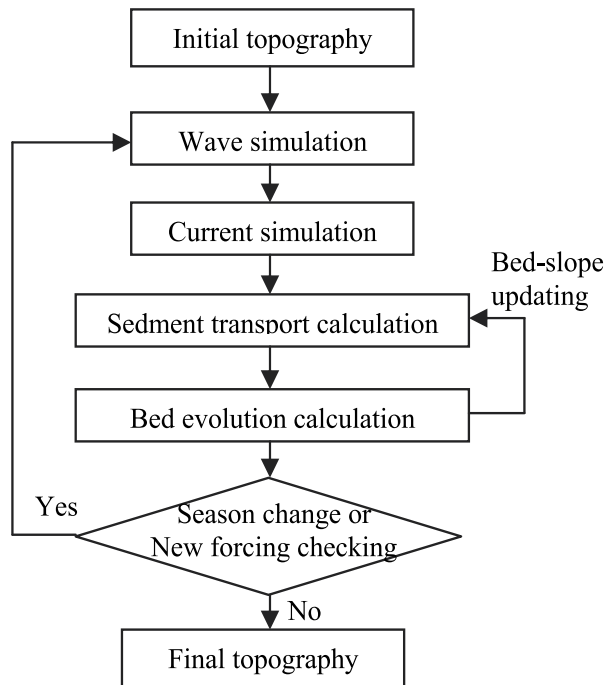 Initial topography
Wave simulation
Current simulation
Bed-slope
updating
Sedment transport calculation
Bed evolution calculation
Yes
Season change or
New forcing checking
No
Final topography